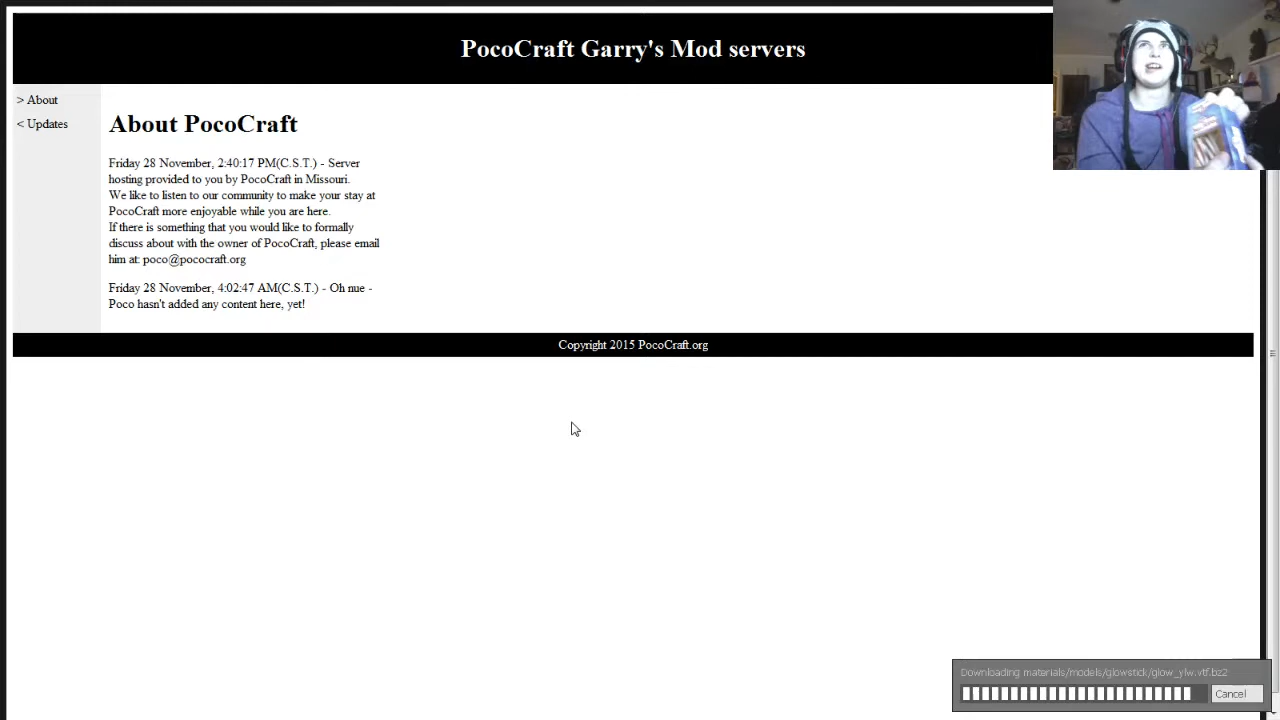 PocoCraft Garry's Mod servers
> About
< Updates
About PocoCraft
Friday 28 November, 2:40:17 PM(C.S.T.) - Server
hosting provided to you by PocoCraft in Missouri.
We like to listen to our community to make your stay at
PocoCraft more enjoyable while you are here.
If there is something that you would like to formally
discuss about with the owner of PocoCraft, please email
him at: poco@pococraft.org
Friday 28 November, 4:02:47 AM(C.S.T.) - Oh nue -
Poco hasn't added any content here, yet!
Copyright 2015 PocoCraft.org
Downloading materials/models/glowstick/glow_ylw.vtf.bz2
Cancel